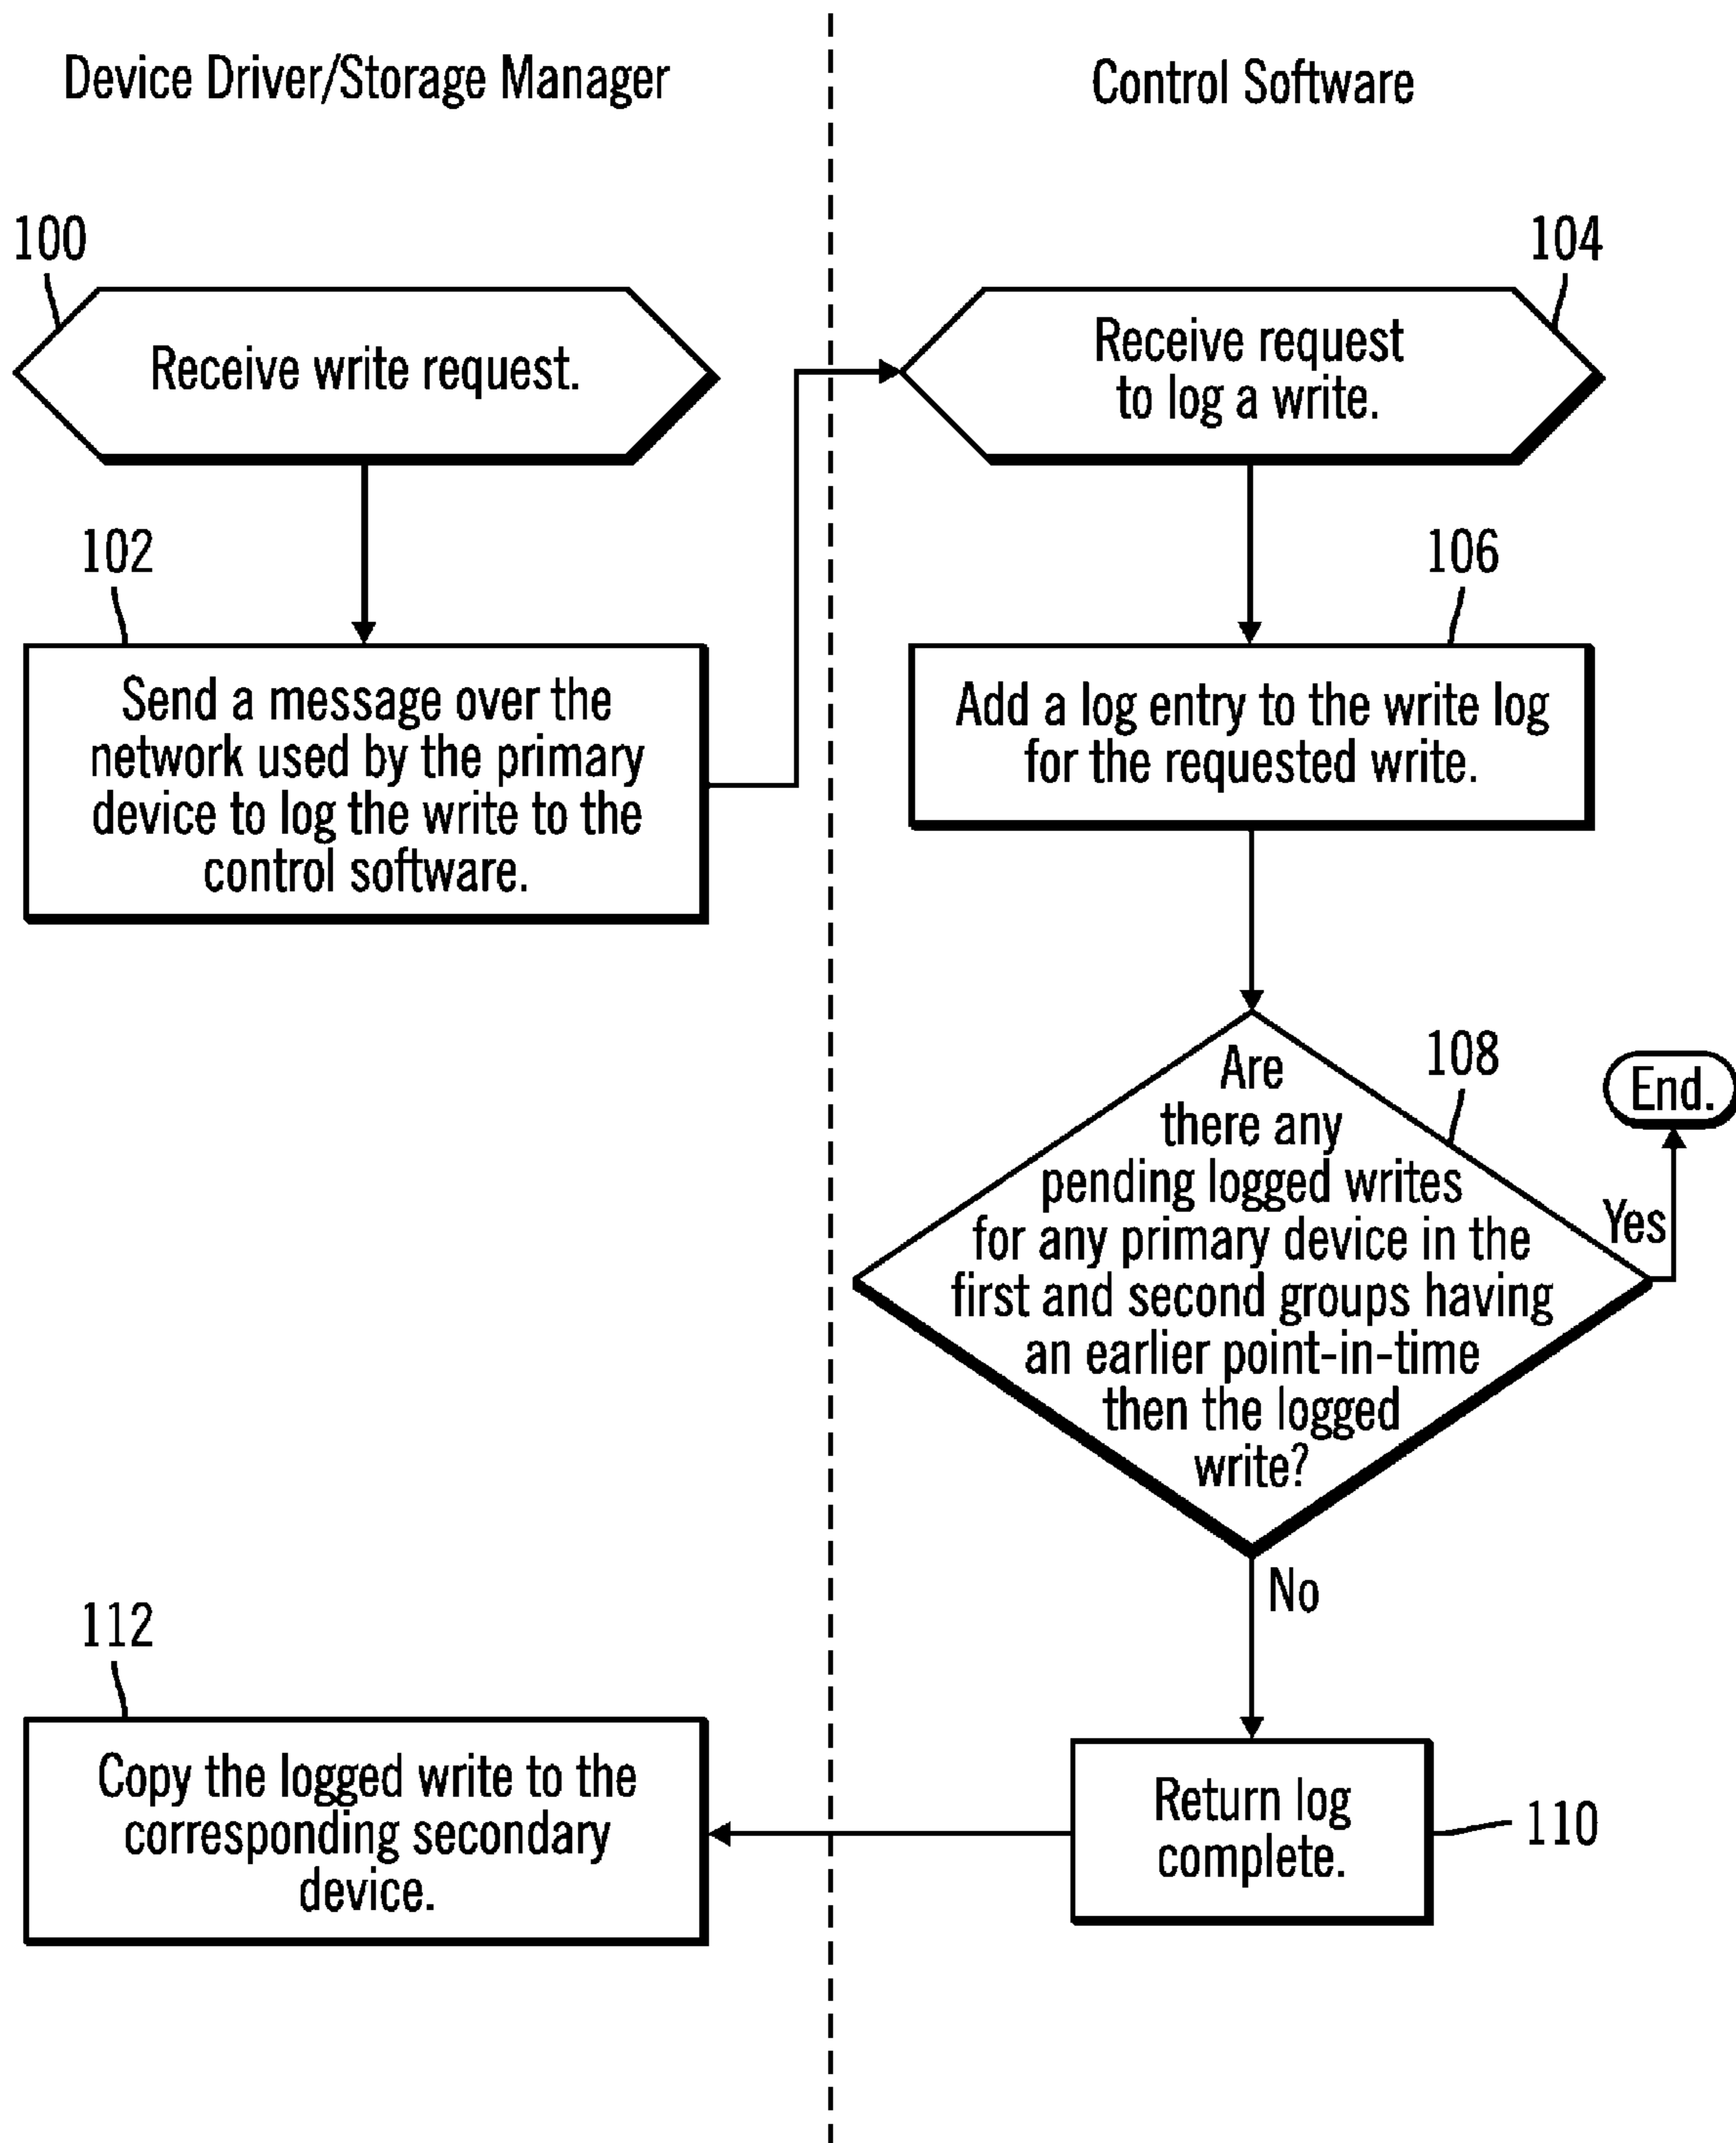 Device Driver/Storage Manager
Control Software
100
Receive write request.
104
Receive request
to log a write.
102
Send a message over the
network used by the primary
device to log the write to the
control software.
106
Add a log entry to the write log
for the requested write.
108
Are
there any
pending logged writes
for any primary device in the
first and second groups having
an earlier point-in-time
then the logged
write?
Yes
End.
No
110
Return log
complete.
112
Copy the logged write to the
corresponding secondary
device.